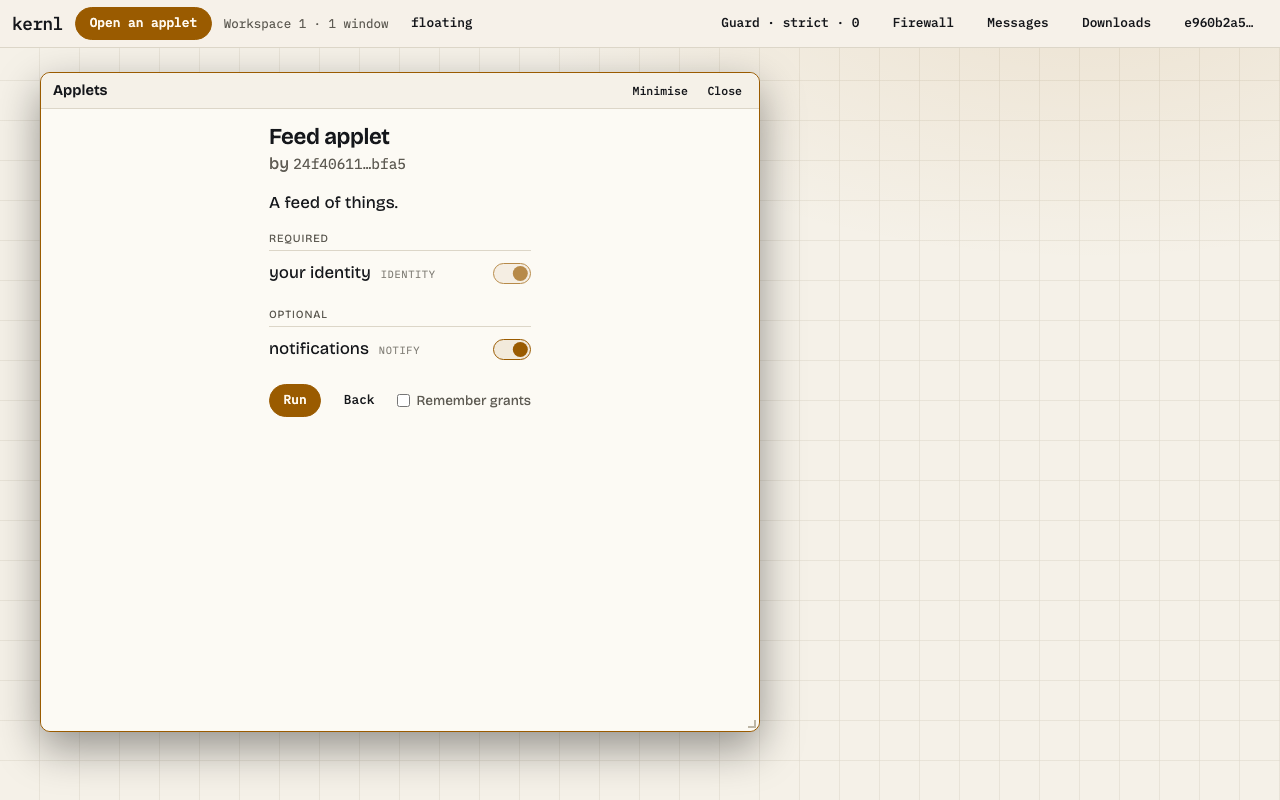 kernl Open an applet Workspace 1 · 1 window floating Guard · strict · 0 Firewall Messages Downloads e960b2a5…
Applets Minimise Close
Feed applet
by 24f40611…bfa5
A feed of things.
REQUIRED
your identity IDENTITY
OPTIONAL
notifications NOTIFY
Run Back Remember grants